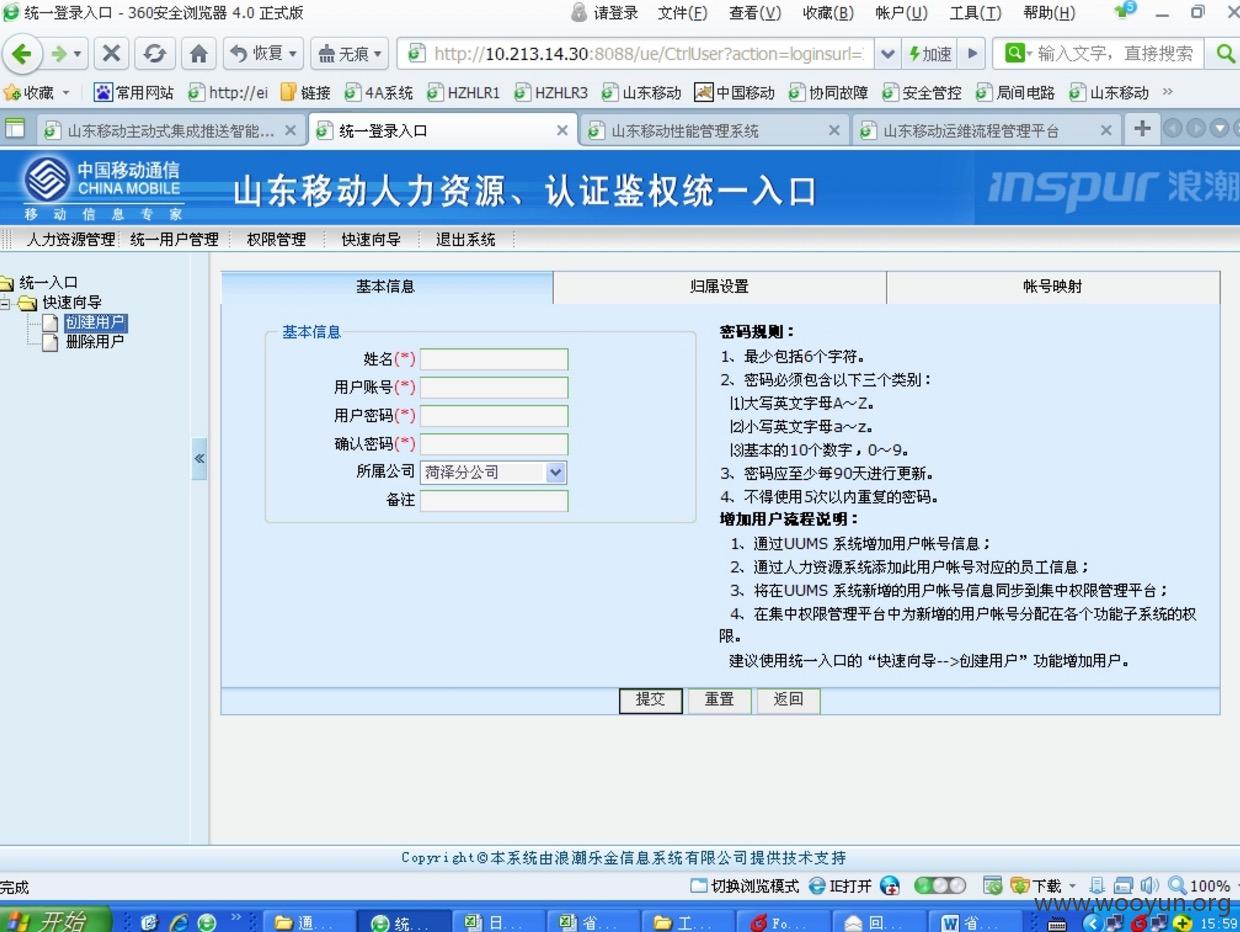 统一登录入口 - 360安全浏览器 4.0 正式版
请登录 文件(F) 查看(V) 收藏(B) 帐户(U) 工具(T) 帮助(H) 5
恢复 无痕 http://10.213.14.30:8088/ue/CtrlUser?action=loginsurl= 加速 输入文字，直接搜索
收藏 常用网站 http://ei 链接 4A系统 HZHLR1 HZHLR3 山东移动 中国移动 协同故障 安全管控 局间电路 山东移动 »
山东移动主动式集成推送智能... 统一登录入口 山东移动性能管理系统 山东移动运维流程管理平台
中国移动通信
CHINA MOBILE
移动信息专家
山东移动人力资源、认证鉴权统一入口
inspur 浪潮
人力资源管理 统一用户管理 权限管理 快速向导 退出系统
统一入口
快速向导
创建用户
删除用户
基本信息 归属设置 帐号映射
基本信息
姓名(*)
用户账号(*)
用户密码(*)
确认密码(*)
所属公司 菏泽分公司
备注
密码规则：
1、最少包括6个字符。
2、密码必须包含以下三个类别：
⑴大写英文字母A～Z。
⑵小写英文字母a～z。
⑶基本的10个数字，0～9。
3、密码应至少每90天进行更新。
4、不得使用5次以内重复的密码。
增加用户流程说明：
1、通过UUMS 系统增加用户帐号信息；
2、通过人力资源系统添加此用户帐号对应的员工信息；
3、将在UUMS 系统新增的用户帐号信息同步到集中权限管理平台；
4、在集中权限管理平台中为新增的用户帐号分配在各个功能子系统的权
限。
建议使用统一入口的“快速向导-->创建用户”功能增加用户。
提交 重置 返回
Copyright©本系统由浪潮乐金信息系统有限公司提供技术支持
完成 切换浏览模式 IE打开 下载 100%
www.wooyun.org
开始 » 通... 统... 日... 省... 工... Fo... 回... 省... 15:59